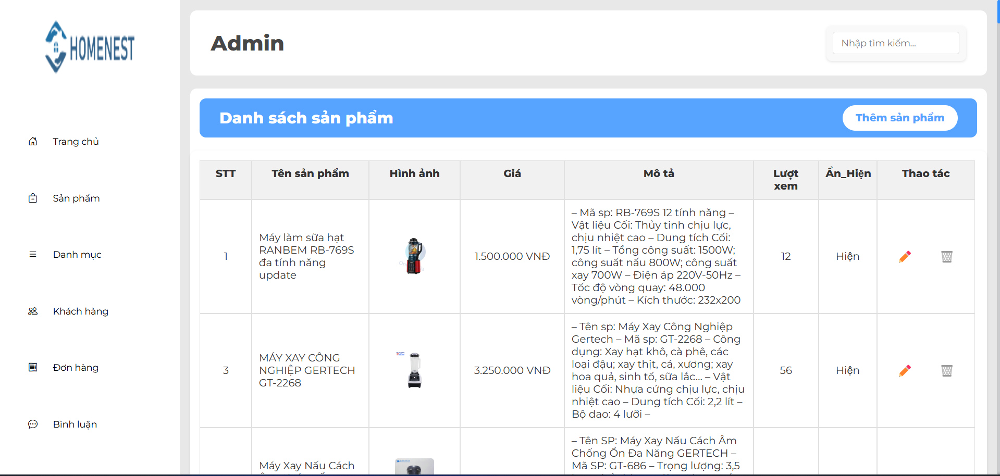 HOMENEST
Admin
Nhập tìm kiếm...
Trang chủ
Sản phẩm
Danh mục
Khách hàng
Đơn hàng
Bình luận
Danh sách sản phẩm
Thêm sản phẩm
STT
Tên sản phẩm
Hình ảnh
Giá
Mô tả
Lượt
xem
Ẩn_Hiện
Thao tác
1
Máy làm sữa hạt
RANBEM RB-769S
đa tính năng
update
1.500.000 VNĐ
– Mã sp: RB-769S 12 tính năng –
Vật liệu Cối: Thủy tinh chịu lực,
chịu nhiệt cao – Dung tích Cối:
1,75 lít – Tổng công suất: 1500W;
công suất nấu 800W; công suất
xay 700W – Điện áp 220V-50Hz –
Tốc độ vòng quay: 48.000
vòng/phút – Kích thước: 232x200
12
Hiện
3
MÁY XAY CÔNG
NGHIỆP GERTECH
GT-2268
3.250.000 VNĐ
– Tên sp: Máy Xay Công Nghiệp
Gertech – Mã sp: GT-2268 – Công
dụng: Xay hạt khô, cà phê, các
loại đậu; xay thịt, cá, xương; xay
hoa quả, sinh tố, sữa lắc… – Vật
liệu Cối: Nhựa cứng chịu lực, chịu
nhiệt cao – Dung tích Cối: 2,2 lít –
Bộ dao: 4 lưỡi –
56
Hiện
Máy Xay Nấu Cách
– Tên SP: Máy Xay Nấu Cách Âm
Chống Ồn Đa Năng GERTECH –
Mã SP: GT-686 – Trọng lượng: 3,5